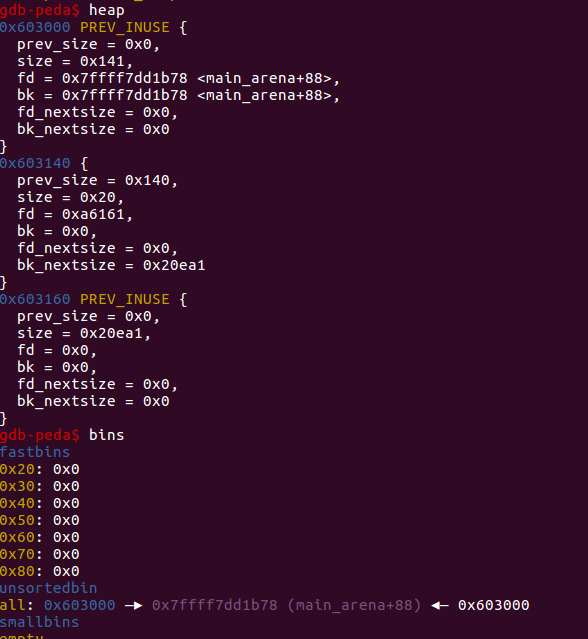 gdb-peda$ heap
0x603000 PREV_INUSE {
  prev_size = 0x0,
  size = 0x141,
  fd = 0x7ffff7dd1b78 <main_arena+88>,
  bk = 0x7ffff7dd1b78 <main_arena+88>,
  fd_nextsize = 0x0,
  bk_nextsize = 0x0
}
0x603140 {
  prev_size = 0x140,
  size = 0x20,
  fd = 0xa6161,
  bk = 0x0,
  fd_nextsize = 0x0,
  bk_nextsize = 0x20ea1
}
0x603160 PREV_INUSE {
  prev_size = 0x0,
  size = 0x20ea1,
  fd = 0x0,
  bk = 0x0,
  fd_nextsize = 0x0,
  bk_nextsize = 0x0
}
gdb-peda$ bins
fastbins
0x20: 0x0
0x30: 0x0
0x40: 0x0
0x50: 0x0
0x60: 0x0
0x70: 0x0
0x80: 0x0
unsortedbin
all: 0x603000 —▸ 0x7ffff7dd1b78 (main_arena+88) ◂— 0x603000
smallbins
empty